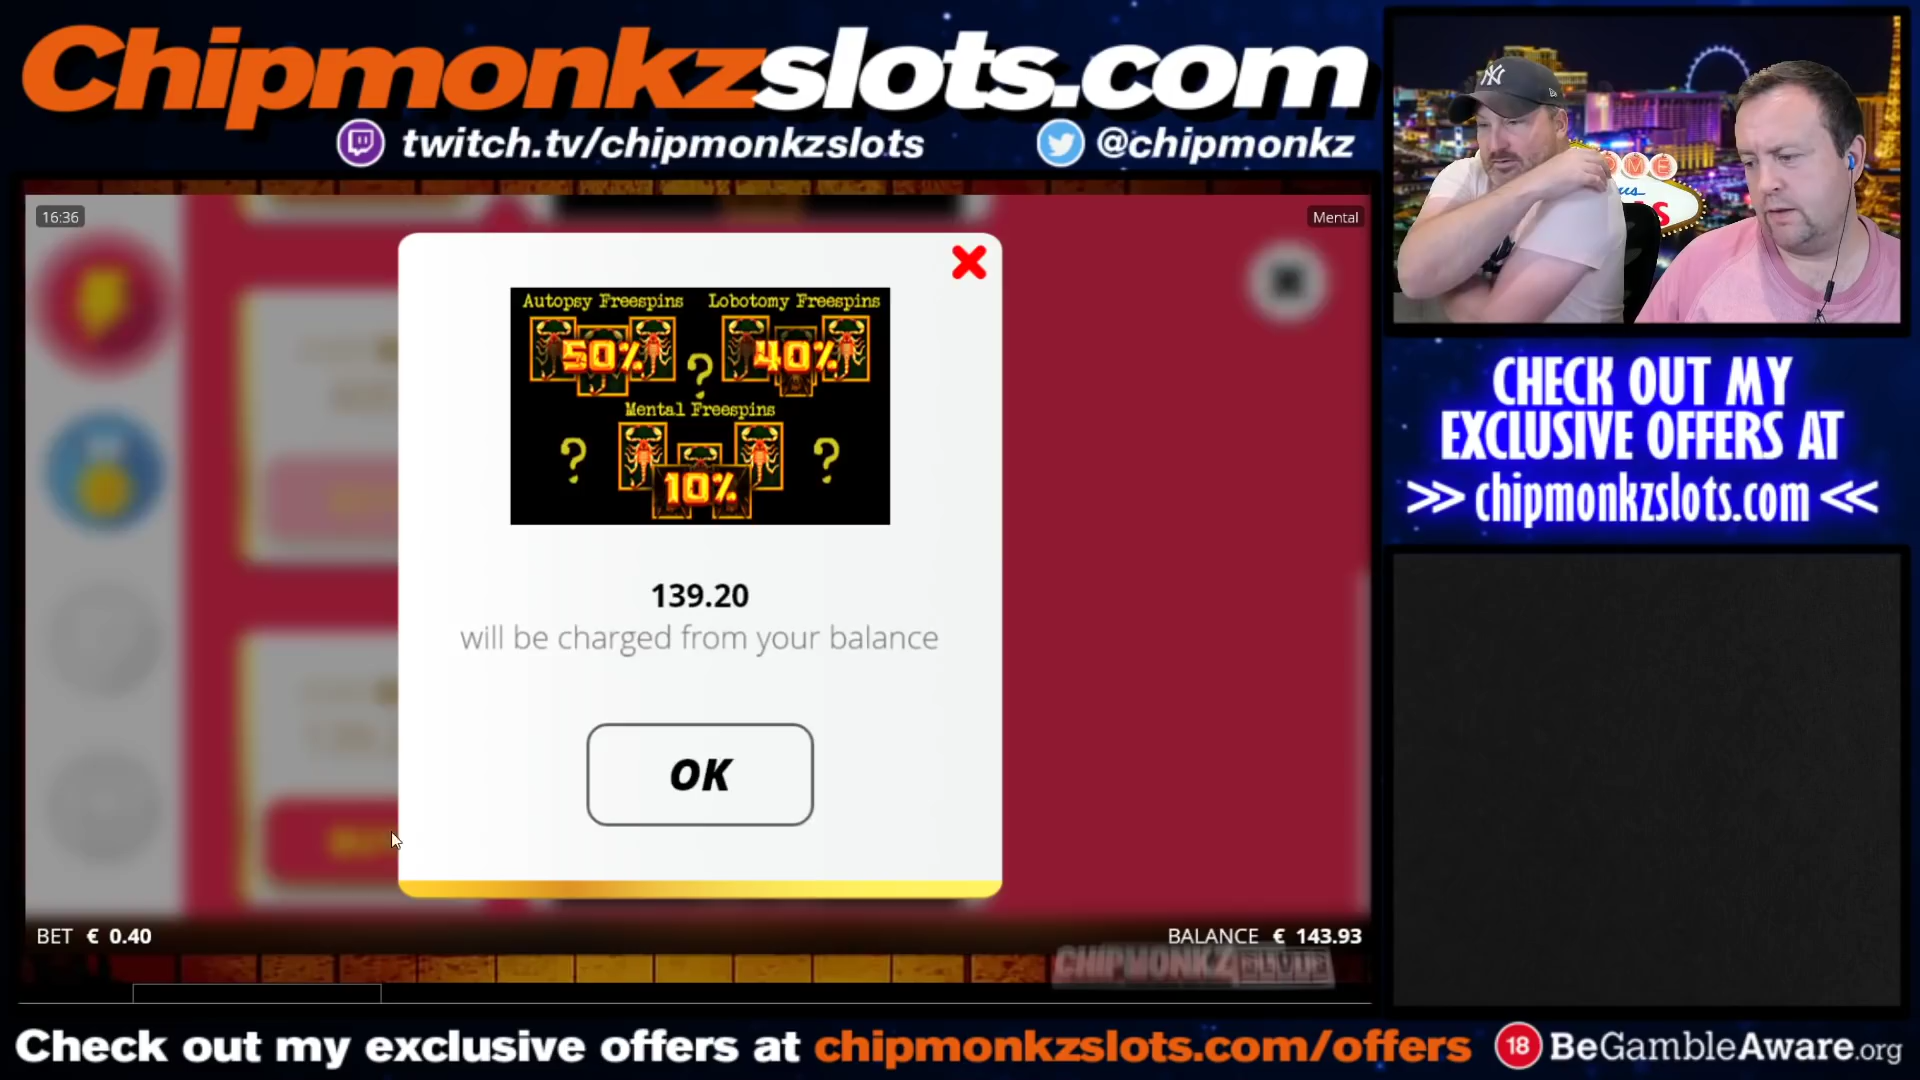 Chipmonkzslots.com
twitch.tv/chipmonkzslots
@chipmonkz
NY
16:36
Mental
Autopsy Freespins
Lobotomy Freespins
50%
?
40%
Mental Freespins
?
10%
?
139.20
will be charged from your balance
OK
BET € 0.40
BALANCE € 143.93
CHIPMONKZ
CHECK OUT MY
EXCLUSIVE OFFERS AT
>> chipmonkzslots.com <<
Check out my exclusive offers at chipmonkzslots.com/offers
18 BeGambleAware.org